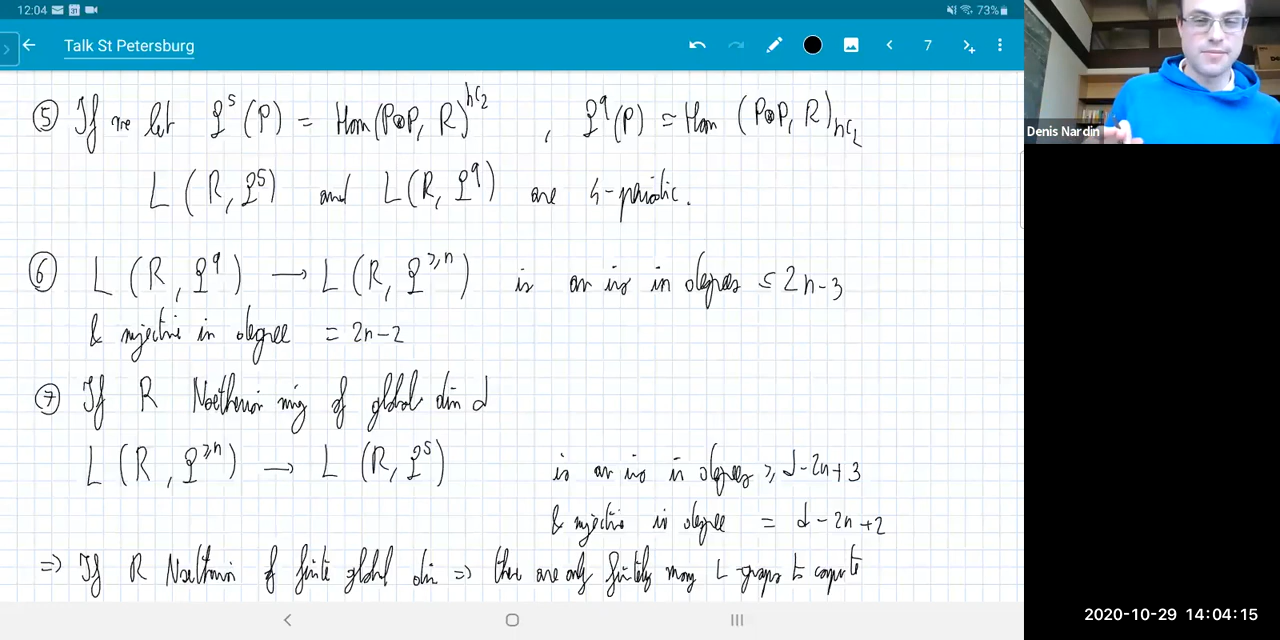 12:04 73%
Talk St Petersburg 7
⑤ If we let Ϙ^s (P) = Hom(P⊗P, R)^{hC_2} , Ϙ^q (P) = Hom (P⊗P, R)_{hC_2}
L (R, Ϙ^s) and L(R, Ϙ^q) are 4-periodic.
⑥ L (R, Ϙ^q) → L (R, Ϙ^{≥n}) is an iso in degrees ≤ 2n-3
& surjective in degree = 2n-2
⑦ If R Noetherian ring of global dim d
L (R, Ϙ^{≥n}) → L (R, Ϙ^s) is an iso in degrees ≥ d-2n+3
& injective in degree = d-2n+2
⇒ If R Noetherian of finite global dim ⇒ there are only finitely many L-groups to compute
Denis Nardin
2020-10-29 14:04:15